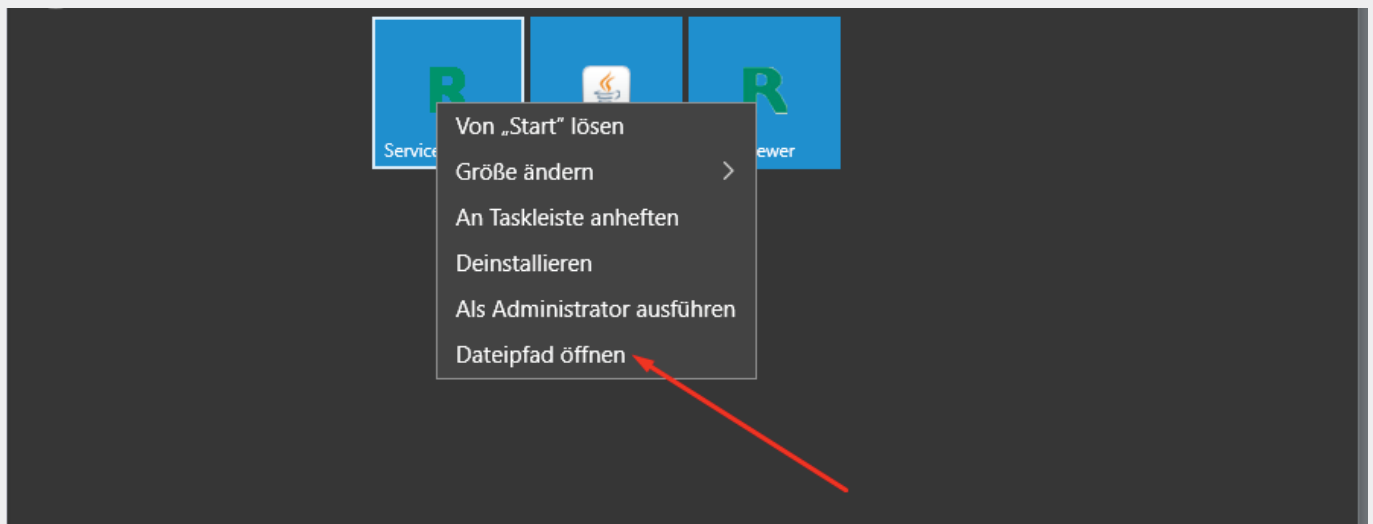 R
R
Service
ewer
Von „Start“ lösen
Größe ändern
An Taskleiste anheften
Deinstallieren
Als Administrator ausführen
Dateipfad öffnen